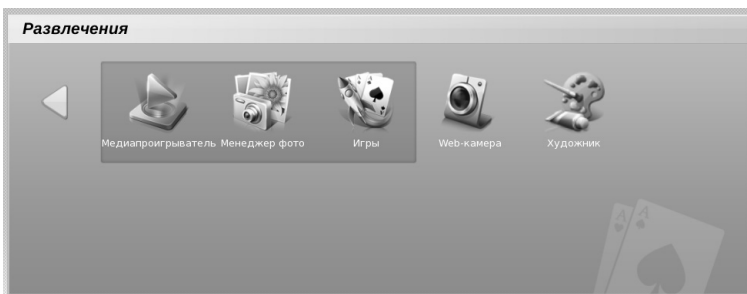 Развлечения
Медиапроигрыватель Менеджер фото Игры Web-камера Художник